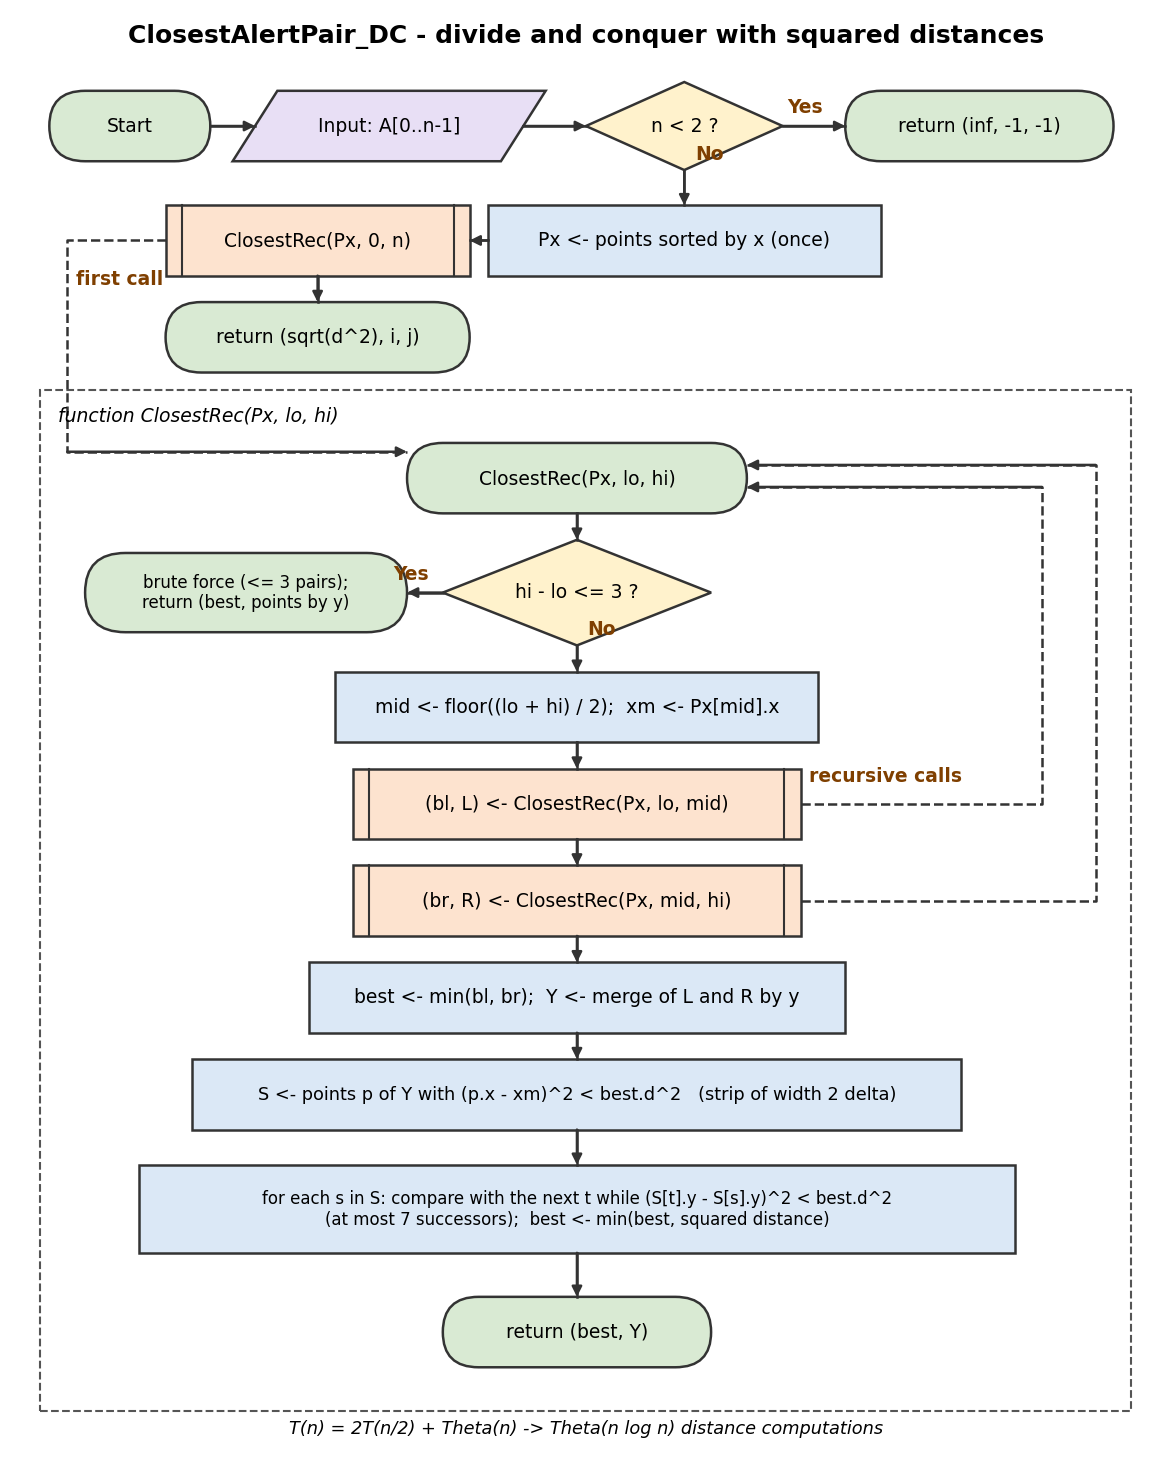 ClosestAlertPair_DC - divide and conquer with squared distances
Start
Input: A[0..n-1]
n < 2 ?
Yes
return (inf, -1, -1)
No
ClosestRec(Px, 0, n)
Px <- points sorted by x (once)
first call
return (sqrt(d^2), i, j)
function ClosestRec(Px, lo, hi)
ClosestRec(Px, lo, hi)
brute force (<= 3 pairs);
return (best, points by y)
Yes
hi - lo <= 3 ?
No
mid <- floor((lo + hi) / 2);  xm <- Px[mid].x
(bl, L) <- ClosestRec(Px, lo, mid)
recursive calls
(br, R) <- ClosestRec(Px, mid, hi)
best <- min(bl, br);  Y <- merge of L and R by y
S <- points p of Y with (p.x - xm)^2 < best.d^2   (strip of width 2 delta)
for each s in S: compare with the next t while (S[t].y - S[s].y)^2 < best.d^2
(at most 7 successors);  best <- min(best, squared distance)
return (best, Y)
T(n) = 2T(n/2) + Theta(n) -> Theta(n log n) distance computations